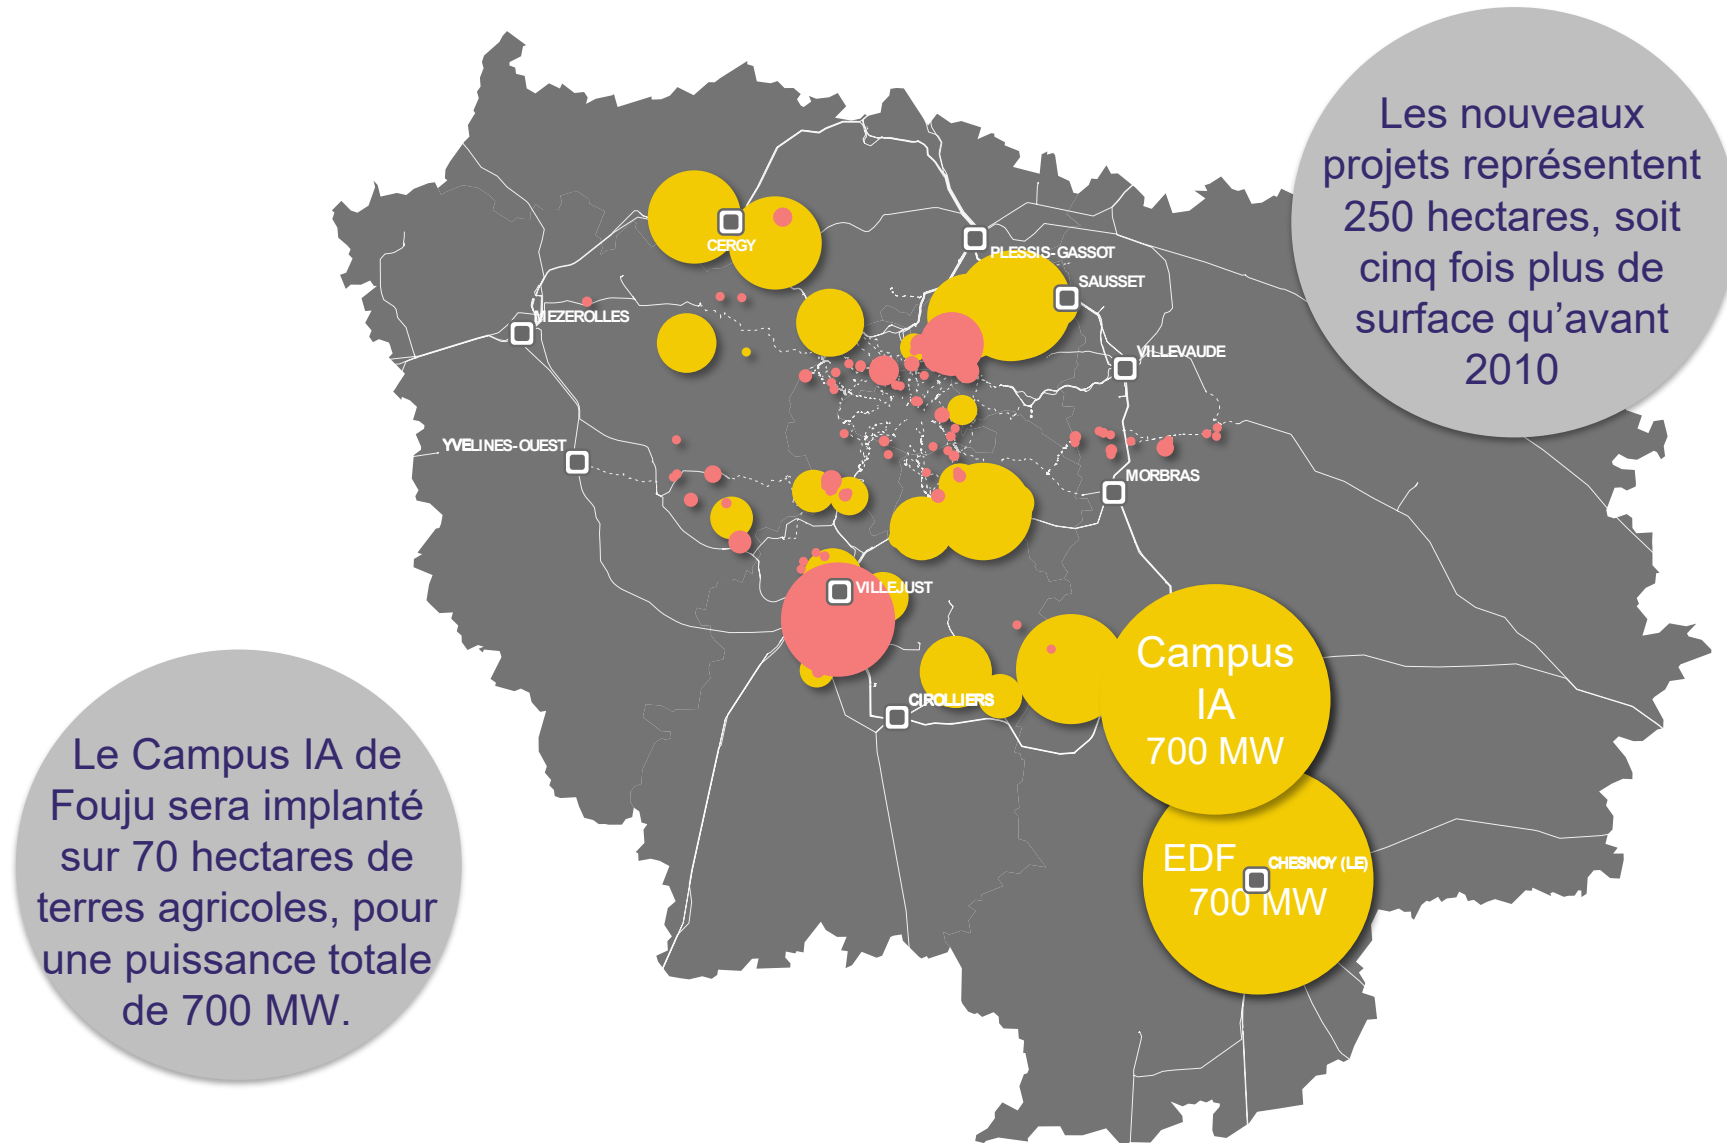 Les nouveaux
projets représentent
250 hectares, soit
cinq fois plus de
surface qu’avant
2010
CERGY
PLESSIS-GASSOT
SAUSSET
MEZEROLLES
VILLEVAUDE
YVELINES-OUEST
MORBRAS
VILLEJUST
CIROLLIERS
Campus
IA
700 MW
EDF
700 MW
CHESNOY (LE)
Le Campus IA de
Fouju sera implanté
sur 70 hectares de
terres agricoles, pour
une puissance totale
de 700 MW.